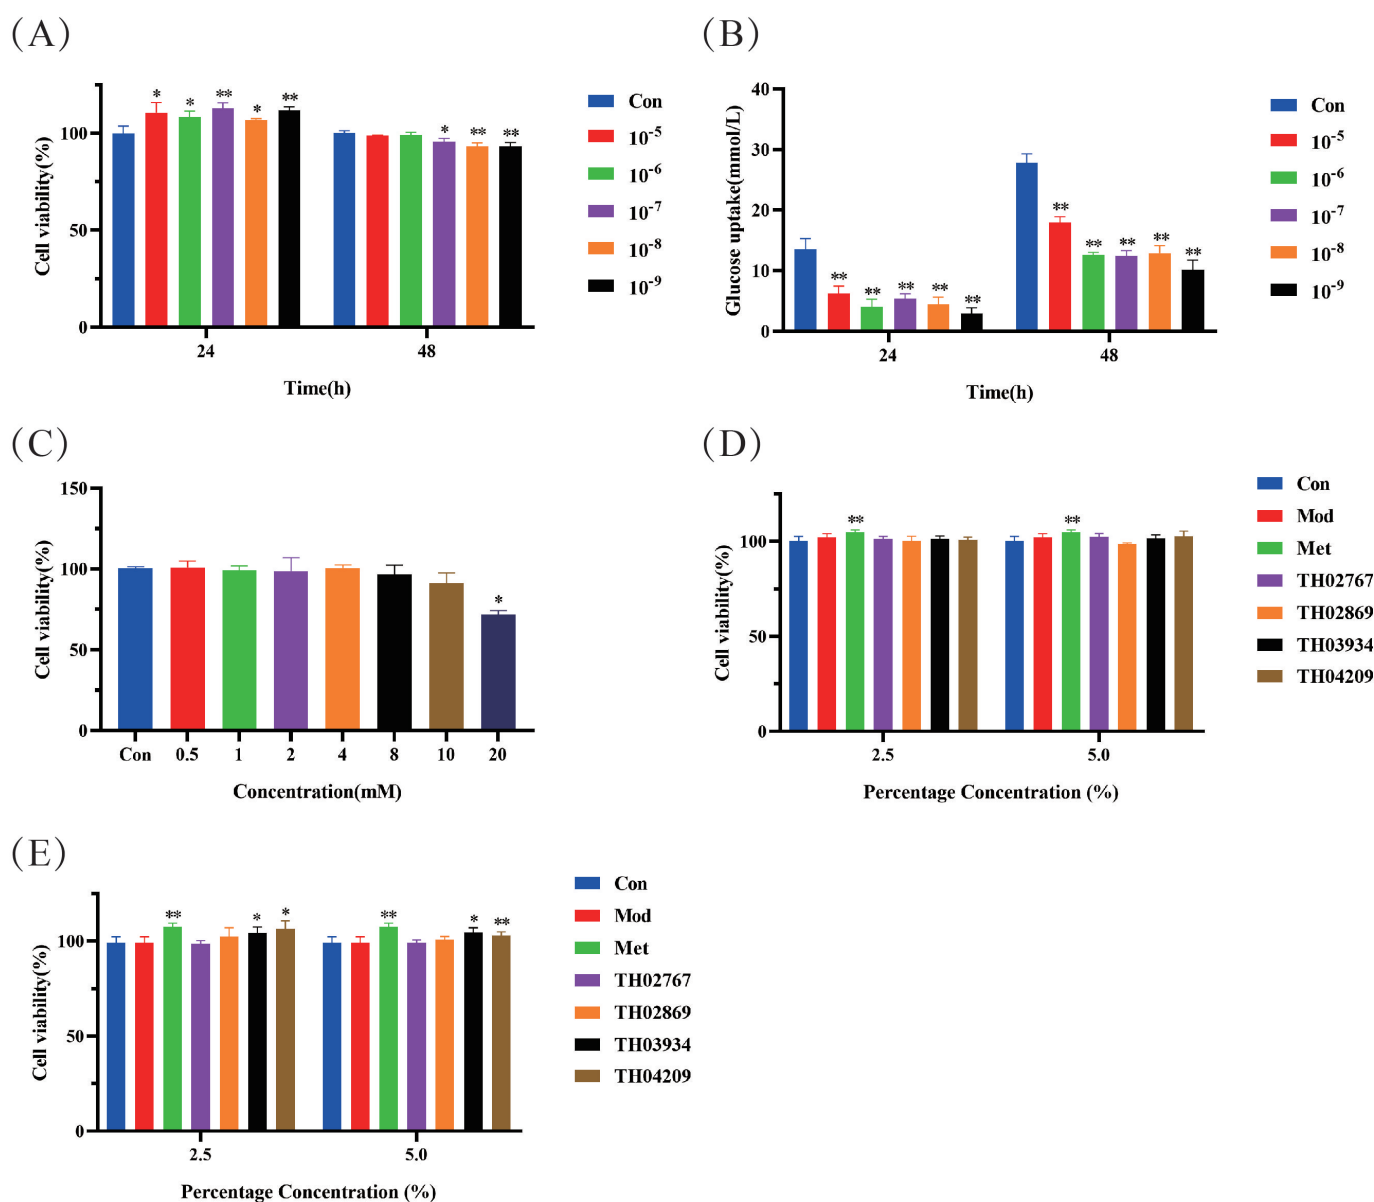 (A)
Cell viability(%)
100
50
0
* * ** * **
* ** **
24 48
Time(h)
Con
10-5
10-6
10-7
10-8
10-9
(B)
Glucose uptake(mmol/L)
40
30
20
10
0
** ** ** ** **
** ** ** ** **
24 48
Time(h)
Con
10-5
10-6
10-7
10-8
10-9
(C)
Cell viability(%)
150
100
50
0
*
Con 0.5 1 2 4 8 10 20
Concentration(mM)
(D)
Cell viability(%)
100
50
0
** **
2.5 5.0
Percentage Concentration (%)
Con
Mod
Met
TH02767
TH02869
TH03934
TH04209
(E)
Cell viability(%)
100
50
0
** * * ** * **
2.5 5.0
Percentage Concentration (%)
Con
Mod
Met
TH02767
TH02869
TH03934
TH04209